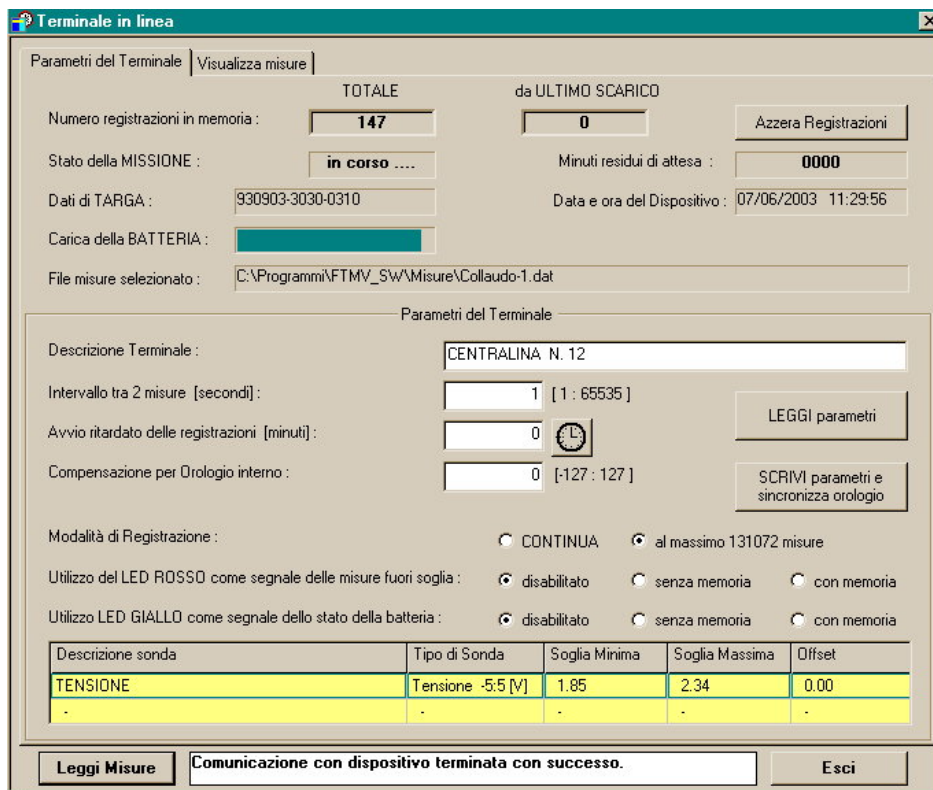 Terminale in linea
Parametri del Terminale Visualizza misure
TOTALE da ULTIMO SCARICO
Numero registrazioni in memoria : 147 0 Azzera Registrazioni
Stato della MISSIONE : in corso .... Minuti residui di attesa : 0000
Dati di TARGA : 930903-3030-0310 Data e ora del Dispositivo : 07/06/2003 11:29:56
Carica della BATTERIA :
File misure selezionato : C:\Programmi\FTMV_SW\Misure\Collaudo-1.dat
Parametri del Terminale
Descrizione Terminale : CENTRALINA N. 12
Intervallo tra 2 misure [secondi] : 1 [ 1 : 65535 ]
LEGGI parametri
Avvio ritardato delle registrazioni [minuti] : 0
Compensazione per Orologio interno : 0 [-127 : 127 ]
SCRIVI parametri e
sincronizza orologio
Modalità di Registrazione : CONTINUA al massimo 131072 misure
Utilizzo del LED ROSSO come segnale delle misure fuori soglia : disabilitato senza memoria con memoria
Utilizzo LED GIALLO come segnale dello stato della batteria : disabilitato senza memoria con memoria
Descrizione sonda Tipo di Sonda Soglia Minima Soglia Massima Offset
TENSIONE Tensione -5:5 [V] 1.85 2.34 0.00
- - - - -
Leggi Misure Comunicazione con dispositivo terminata con successo. Esci